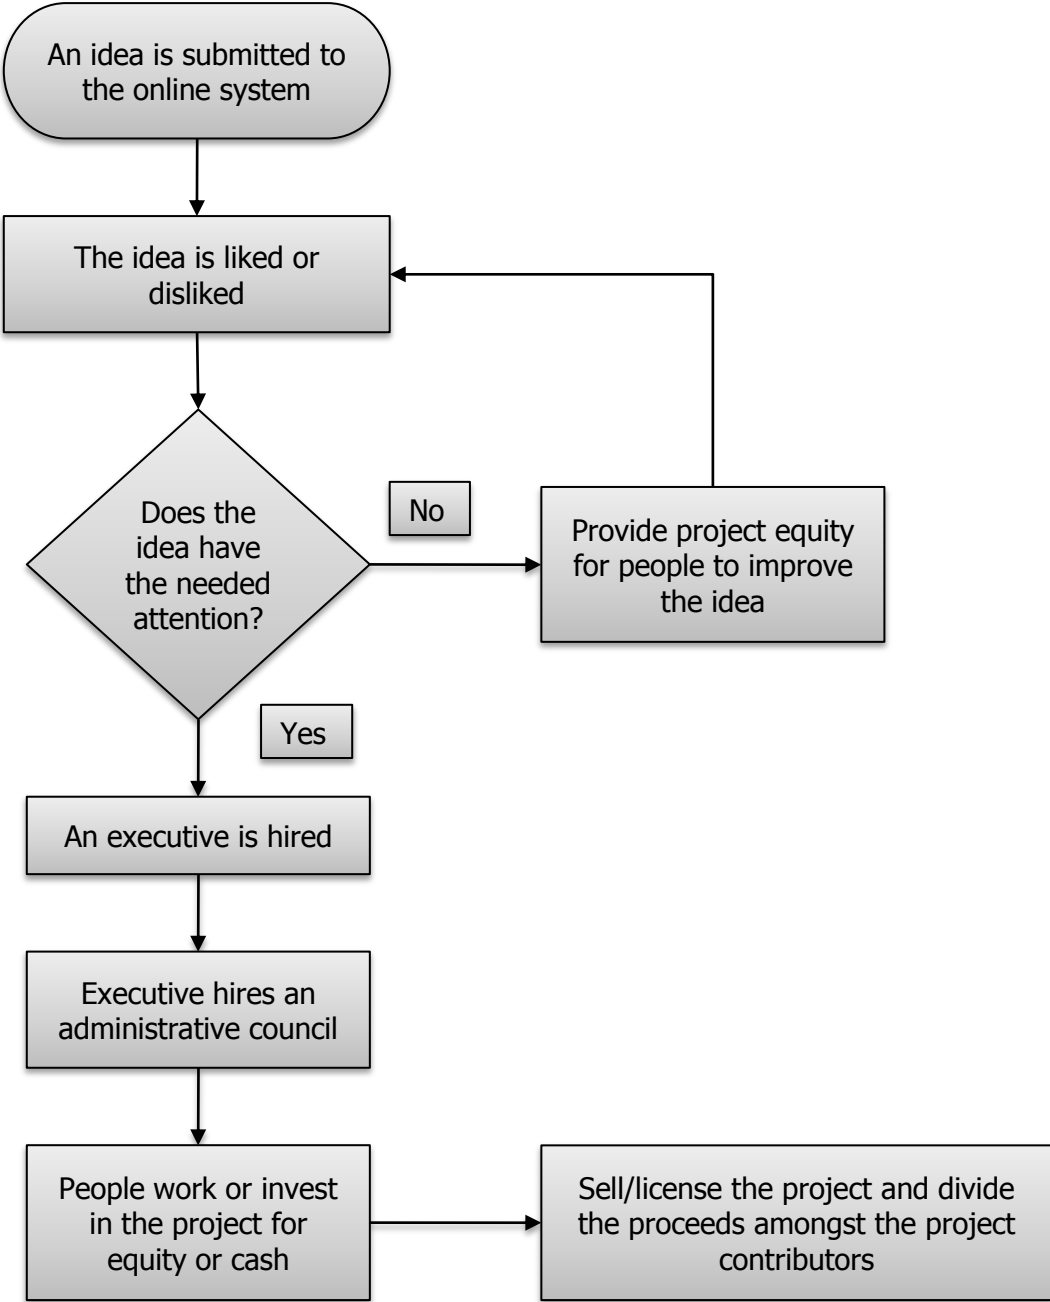 An idea is submitted to
the online system
The idea is liked or
disliked
Does the
idea have
the needed
attention?
No
Provide project equity
for people to improve
the idea
Yes
An executive is hired
Executive hires an
administrative council
People work or invest
in the project for
equity or cash
Sell/license the project and divide
the proceeds amongst the project
contributors